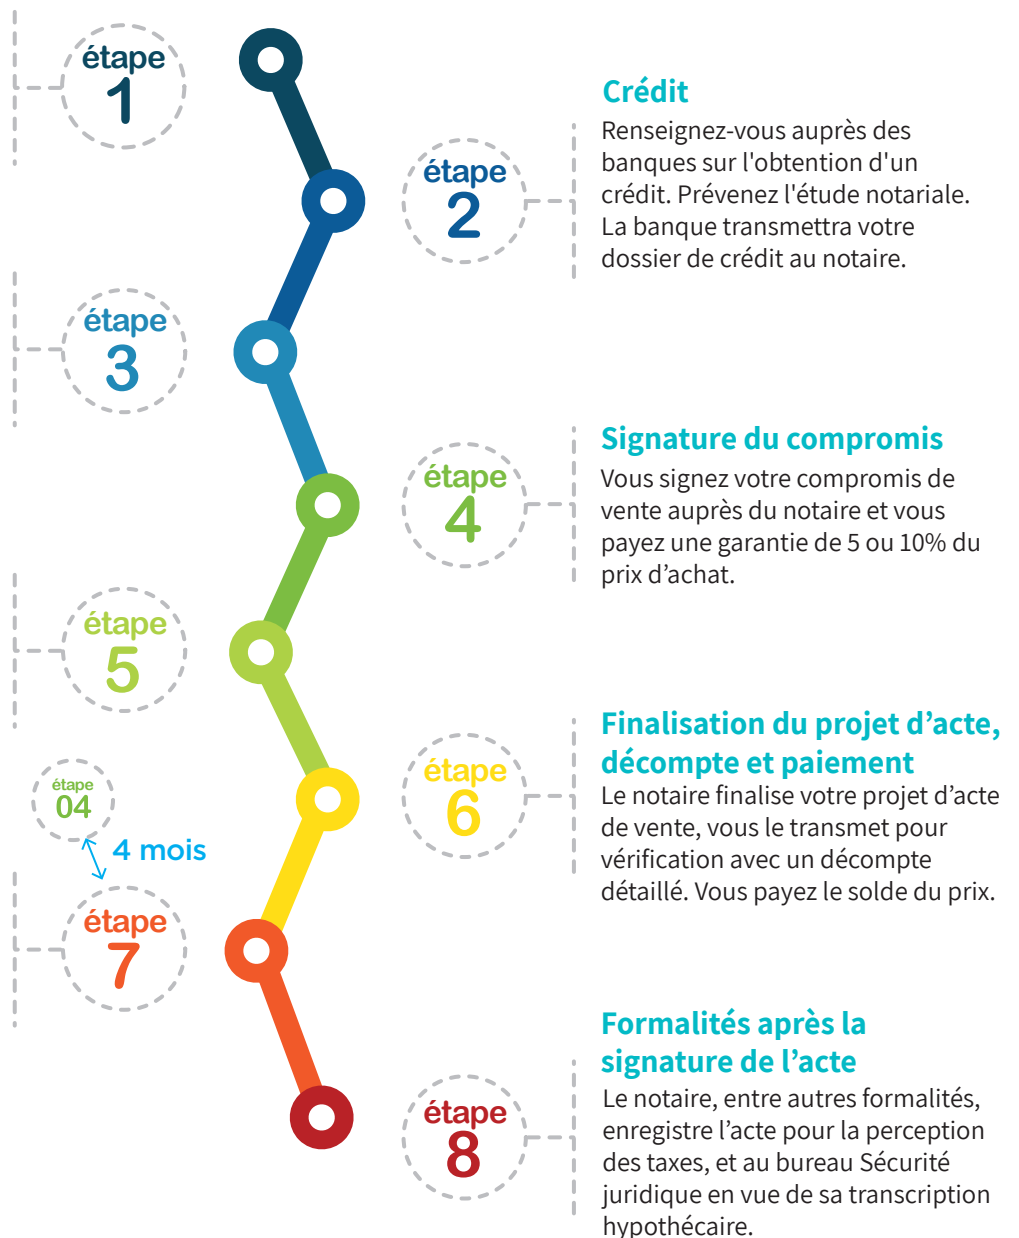 étape
1
Crédit
Renseignez-vous auprès des
banques sur l'obtention d'un
crédit. Prévenez l'étude notariale.
La banque transmettra votre
dossier de crédit au notaire.
étape
2
étape
3
Signature du compromis
Vous signez votre compromis de
vente auprès du notaire et vous
payez une garantie de 5 ou 10% du
prix d’achat.
étape
4
étape
5
Finalisation du projet d’acte,
décompte et paiement
Le notaire finalise votre projet d’acte
de vente, vous le transmet pour
vérification avec un décompte
détaillé. Vous payez le solde du prix.
étape
6
étape
04
4 mois
étape
7
Formalités après la
signature de l’acte
Le notaire, entre autres formalités,
enregistre l’acte pour la perception
des taxes, et au bureau Sécurité
juridique en vue de sa transcription
hypothécaire.
étape
8